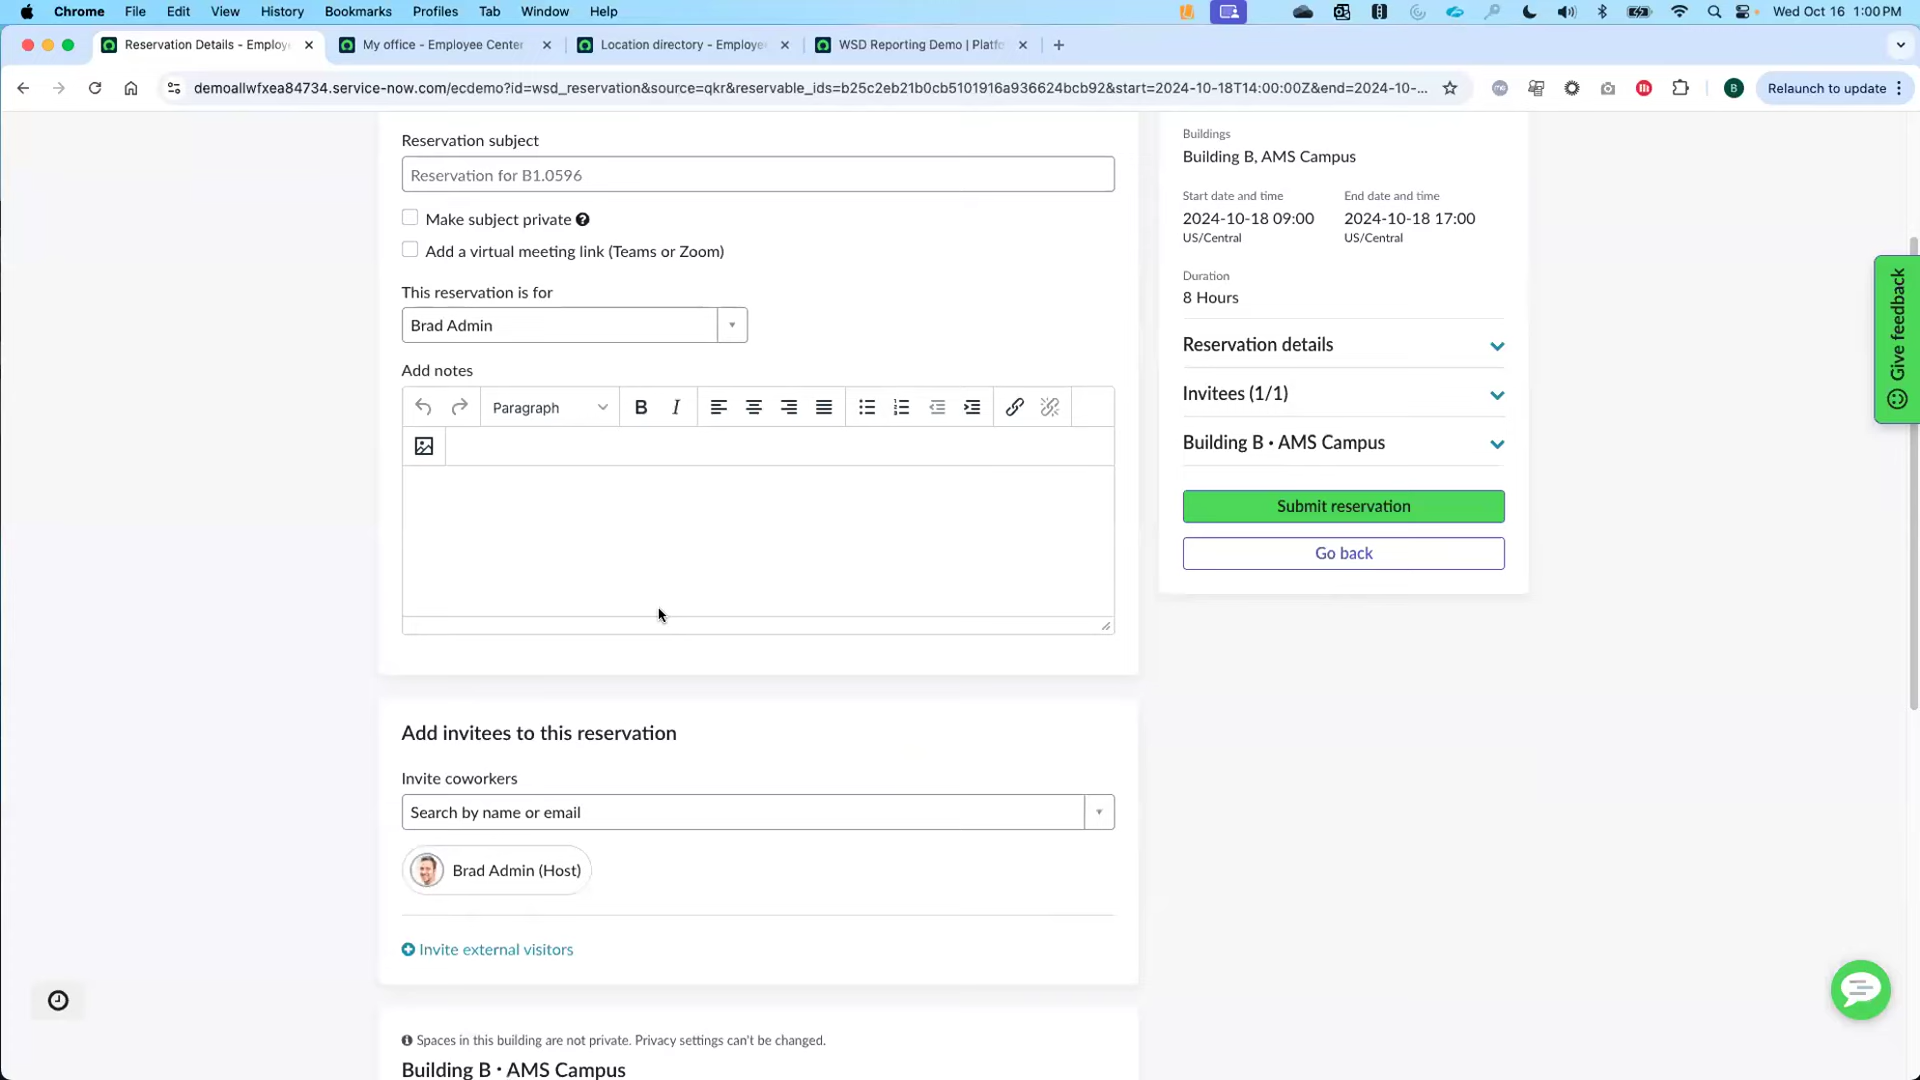 Chrome File Edit View History Bookmarks Profiles Tab Window Help Wed Oct 16 1:00 PM
Reservation Details - Employ
My office - Employee Center
Location directory - Employe
WSD Reporting Demo | Platf
demoallwfxea84734.service-now.com/ecdemo?id=wsd_reservation&source=qkr&reservable_ids=b25c2eb21b0cb5101916a936624bcb92&start=2024-10-18T14:00:00Z&end=2024-10-...
B
Relaunch to update
Reservation subject
Reservation for B1.0596
Make subject private
Add a virtual meeting link (Teams or Zoom)
This reservation is for
Brad Admin
Add notes
Paragraph B I
Add invitees to this reservation
Invite coworkers
Search by name or email
Brad Admin (Host)
Invite external visitors
Spaces in this building are not private. Privacy settings can't be changed.
Building B • AMS Campus
Buildings
Building B, AMS Campus
Start date and time
2024-10-18 09:00
US/Central
End date and time
2024-10-18 17:00
US/Central
Duration
8 Hours
Reservation details
Invitees (1/1)
Building B • AMS Campus
Submit reservation
Go back
Give feedback